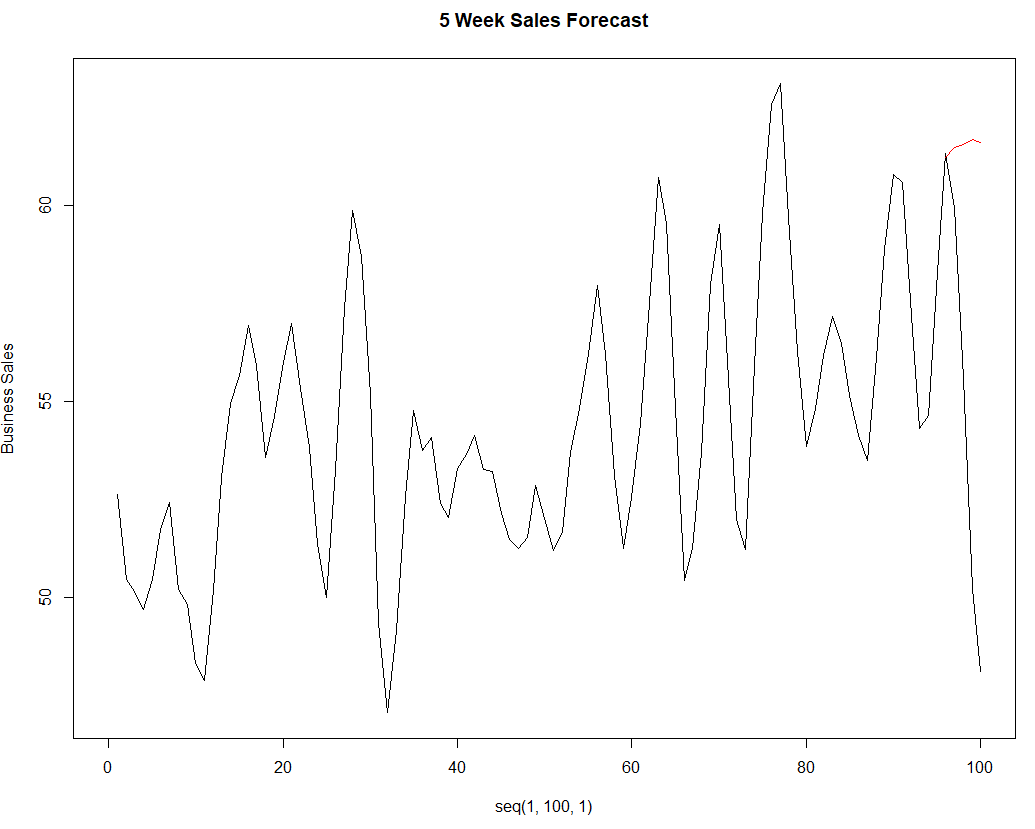 5 Week Sales Forecast
Business Sales
60
55
50
0 20 40 60 80 100
seq(1, 100, 1)